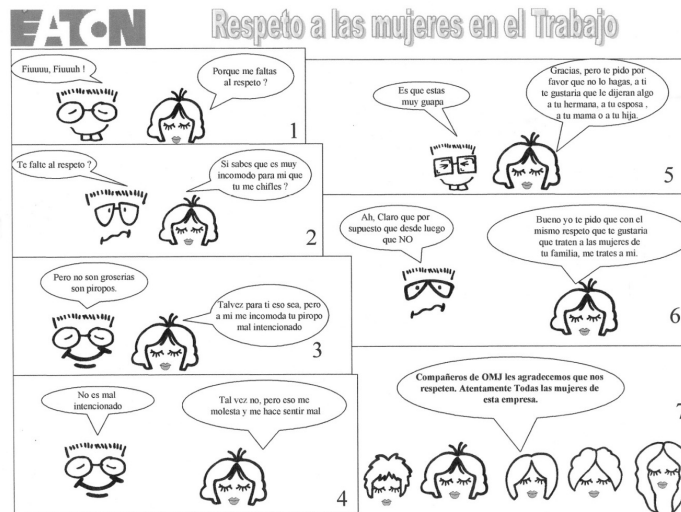 EATON
Respeto a las mujeres en el Trabajo
Fiuuuu, Fiuuuh !
Porque me faltas
al respeto ?
1
Te falte al respeto ?
Si sabes que es muy
incomodo para mi que
tu me chifles ?
2
Pero no son groserias
son piropos.
Talvez para ti eso sea, pero
a mi me incomoda tu piropo
mal intencionado
3
No es mal
intencionado
Tal vez no, pero eso me
molesta y me hace sentir mal
4
Es que estas
muy guapa
Gracias, pero te pido por
favor que no lo hagas, a ti
te gustaria que le dijeran algo
a tu hermana, a tu esposa ,
a tu mama o a tu hija.
5
Ah, Claro que por
supuesto que desde luego
que NO
Bueno yo te pido que con el
mismo respeto que te gustaria
que traten a las mujeres de
tu familia, me trates a mi.
6
Compañeros de OMJ les agradecemos que nos
respeten. Atentamente Todas las mujeres de
esta empresa.
7